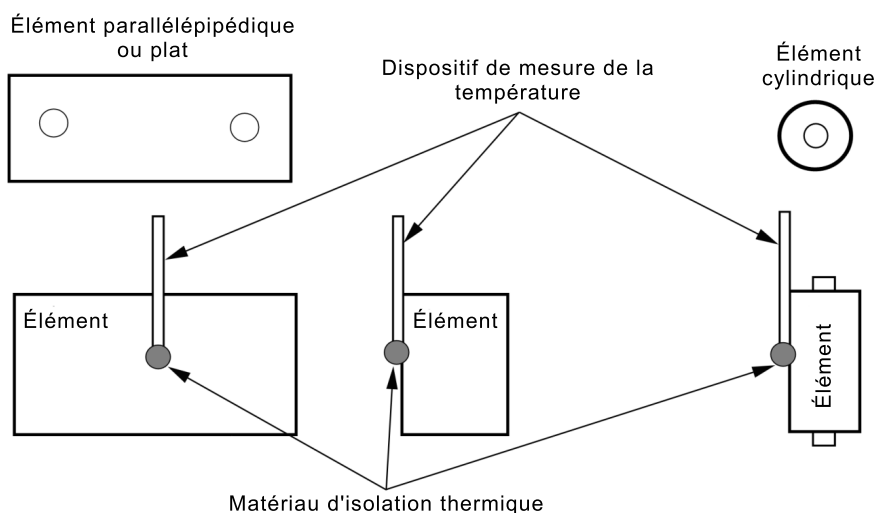 Élément parallélépipédique
ou plat
Dispositif de mesure de la
température
Élément
cylindrique
Élément
Élément
Élément
Matériau d'isolation thermique